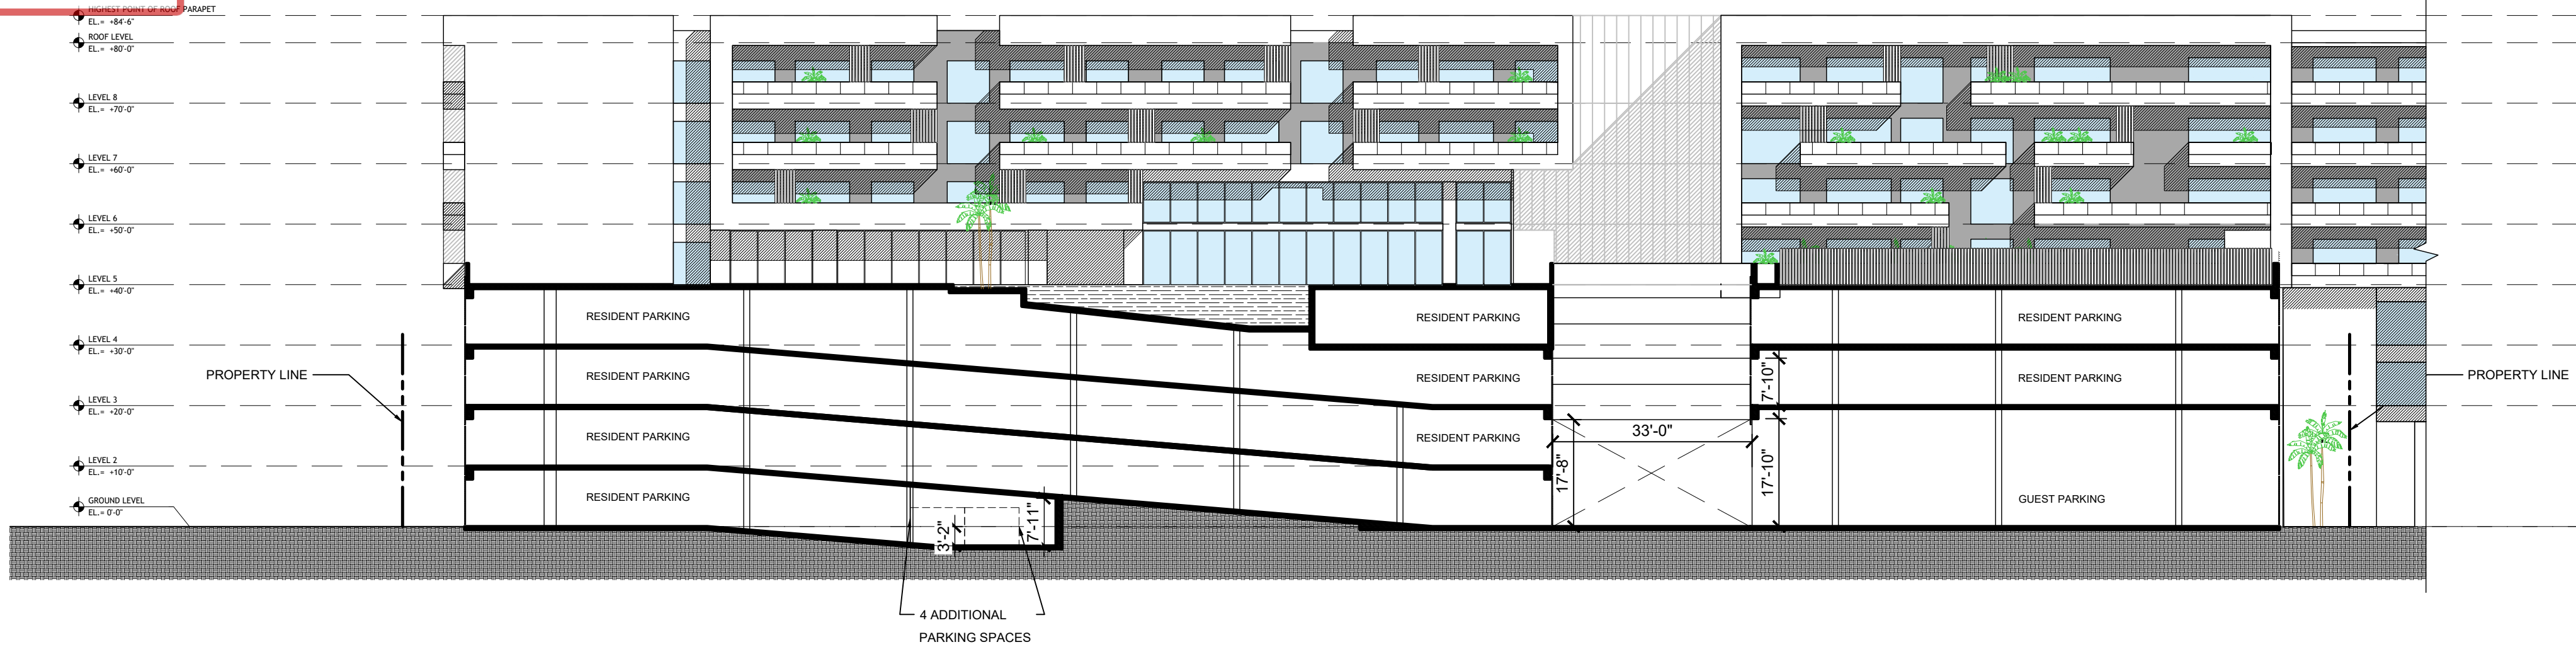 HIGHEST POINT OF ROOF PARAPET
EL.= +84'-6"
ROOF LEVEL
EL.= +80'-0"
LEVEL 8
EL.= +70'-0"
LEVEL 7
EL.= +60'-0"
LEVEL 6
EL.= +50'-0"
LEVEL 5
EL.= +40'-0"
RESIDENT PARKING
RESIDENT PARKING
RESIDENT PARKING
LEVEL 4
EL.= +30'-0"
PROPERTY LINE
RESIDENT PARKING
RESIDENT PARKING
7'-10"
RESIDENT PARKING
PROPERTY LINE
LEVEL 3
EL.= +20'-0"
RESIDENT PARKING
RESIDENT PARKING
33'-0"
LEVEL 2
EL.= +10'-0"
17'-8"
17'-10"
RESIDENT PARKING
GUEST PARKING
GROUND LEVEL
EL.= 0'-0"
3'-2"
7'-11"
4 ADDITIONAL
PARKING SPACES